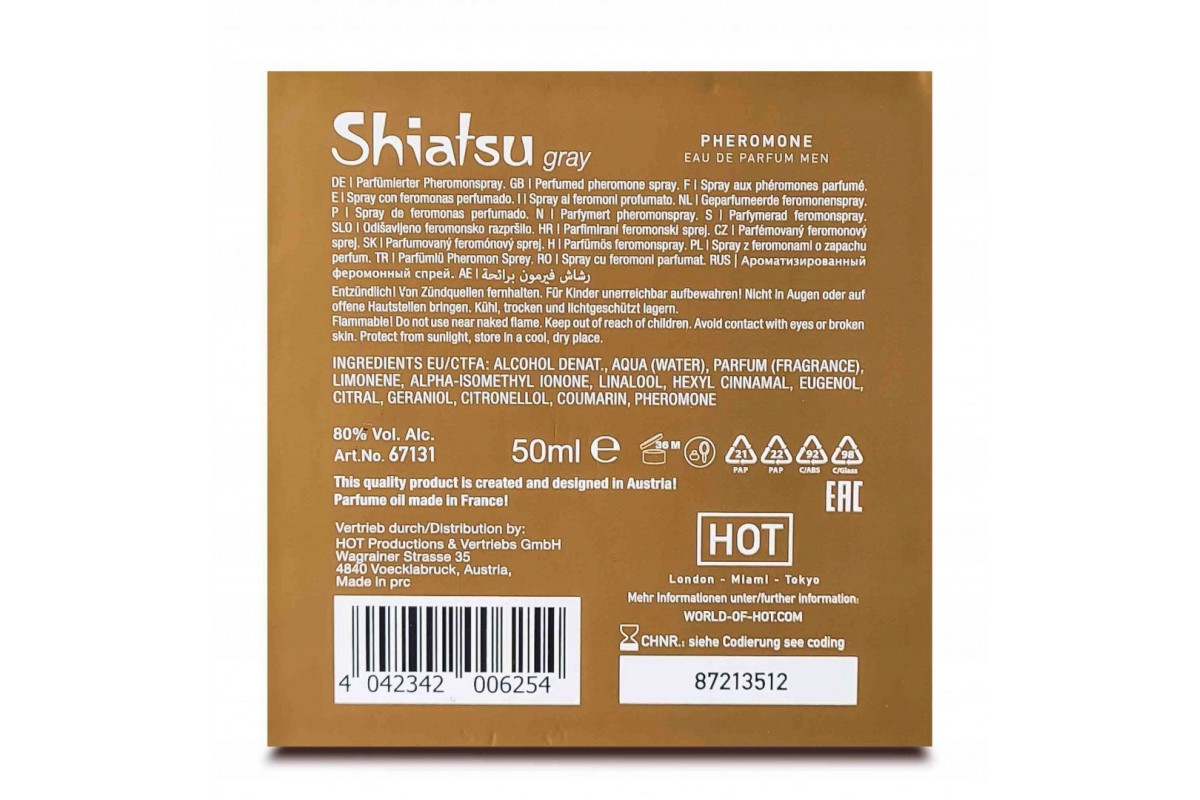 Shiatsu gray
PHEROMONE
EAU DE PARFUM MEN
DE | Parfümierter Pheromonspray. GB | Perfumed pheromone spray. F | Spray aux phéromones parfumé.
E | Spray con feromonas perfumado. I | Spray ai feromoni profumato. NL | Geparfumeerde feromonenspray.
P | Spray de feromonas perfumado. N | Parfymert pheromonspray. S | Parfymerad feromonspray.
SLO | Odišavljeno feromonsko razpršilo. HR | Parfimirani feromonski sprej. CZ | Parfémovaný feromonový
sprej. SK | Parfumovaný feromónový sprej. H | Parfümös feromonspray. PL | Spray z feromonami o zapachu
perfum. TR | Parfümlü Pheromon Sprey. RO | Spray cu feromoni parfumat. RUS | Ароматизированный
феромонный спрей. AE | رشاش فيرمون برائحة
Entzündlich! Von Zündquellen fernhalten. Für Kinder unerreichbar aufbewahren! Nicht in Augen oder auf
offene Hautstellen bringen. Kühl, trocken und lichtgeschützt lagern.
Flammable! Do not use near naked flame. Keep out of reach of children. Avoid contact with eyes or broken
skin. Protect from sunlight, store in a cool, dry place.
INGREDIENTS EU/CTFA: ALCOHOL DENAT., AQUA (WATER), PARFUM (FRAGRANCE),
LIMONENE, ALPHA-ISOMETHYL IONONE, LINALOOL, HEXYL CINNAMAL, EUGENOL,
CITRAL, GERANIOL, CITRONELLOL, COUMARIN, PHEROMONE
80% Vol. Alc.
Art.No. 67131
50ml ℮
36 M
21 PAP
22 PAP
92 C/ABS
98 C/Glass
This quality product is created and designed in Austria!
Parfume oil made in France!
EAC
Vertrieb durch/Distribution by:
HOT Productions & Vertriebs GmbH
Wagrainer Strasse 35
4840 Voecklabruck, Austria,
Made in prc
HOT
London - Miami - Tokyo
Mehr Informationen unter/further information:
WORLD-OF-HOT.COM
CHNR.: siehe Codierung see coding
87213512
4 042342 006254